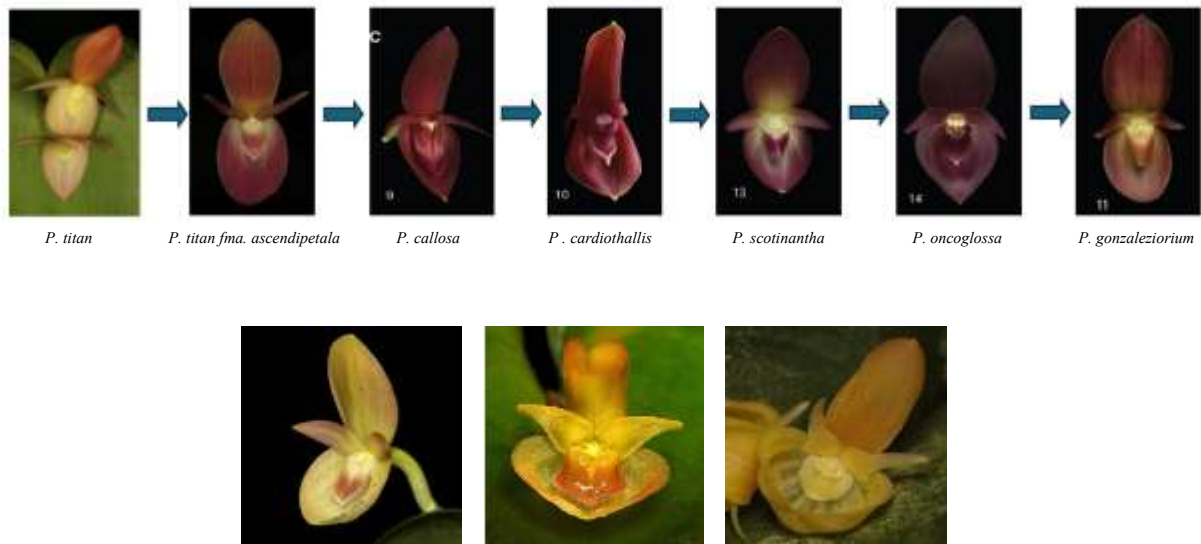 C
9
10
13
14
11
P. titan
P. titan fma. ascendipetala
P. callosa
P . cardiothallis
P. scotinantha
P. oncoglossa
P. gonzaleziorium